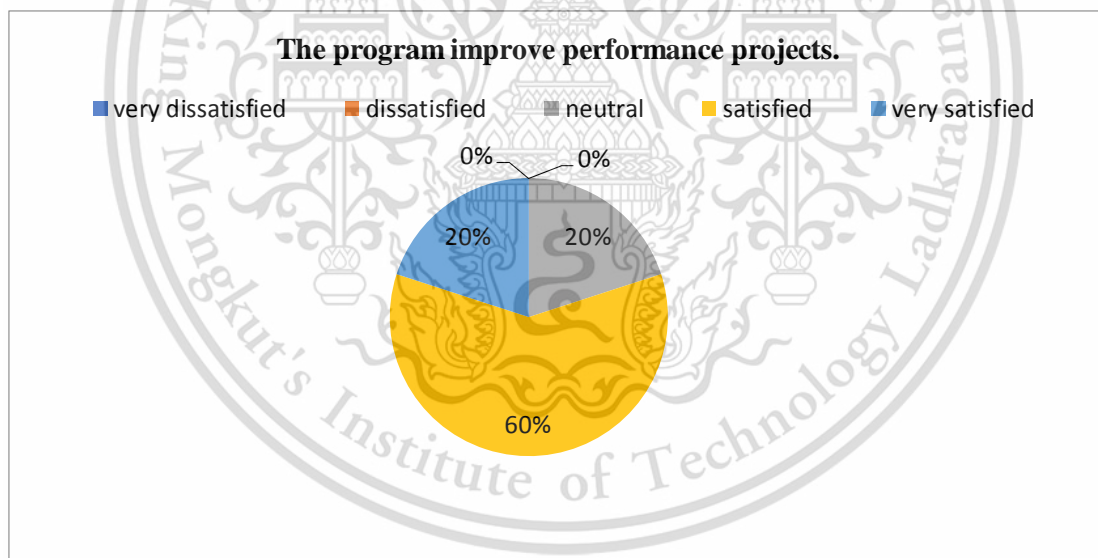 The program improve performance projects.
very dissatisfied dissatisfied neutral satisfied very satisfied
0% 0%
20% 20%
60%
King Mongkut's Institute of Technology Ladkrabang